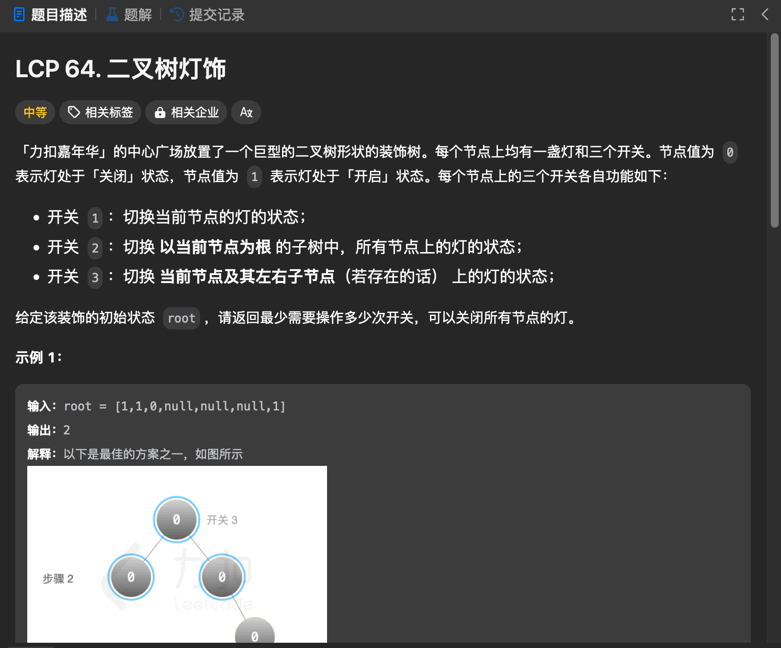 题目描述 题解 提交记录
LCP 64. 二叉树灯饰
中等 相关标签 相关企业 A文
「力扣嘉年华」的中心广场放置了一个巨型的二叉树形状的装饰树。每个节点上均有一盏灯和三个开关。节点值为 0
表示灯处于「关闭」状态，节点值为 1 表示灯处于「开启」状态。每个节点上的三个开关各自功能如下：
• 开关 1 ：切换当前节点的灯的状态；
• 开关 2 ：切换 以当前节点为根 的子树中，所有节点上的灯的状态；
• 开关 3 ：切换 当前节点及其左右子节点（若存在的话） 上的灯的状态；
给定该装饰的初始状态 root ，请返回最少需要操作多少次开关，可以关闭所有节点的灯。
示例 1：
输入：root = [1,1,0,null,null,null,1]
输出：2
解释：以下是最佳的方案之一，如图所示
0 开关 3
步骤 2 0 0
力扣
LeetCode
0